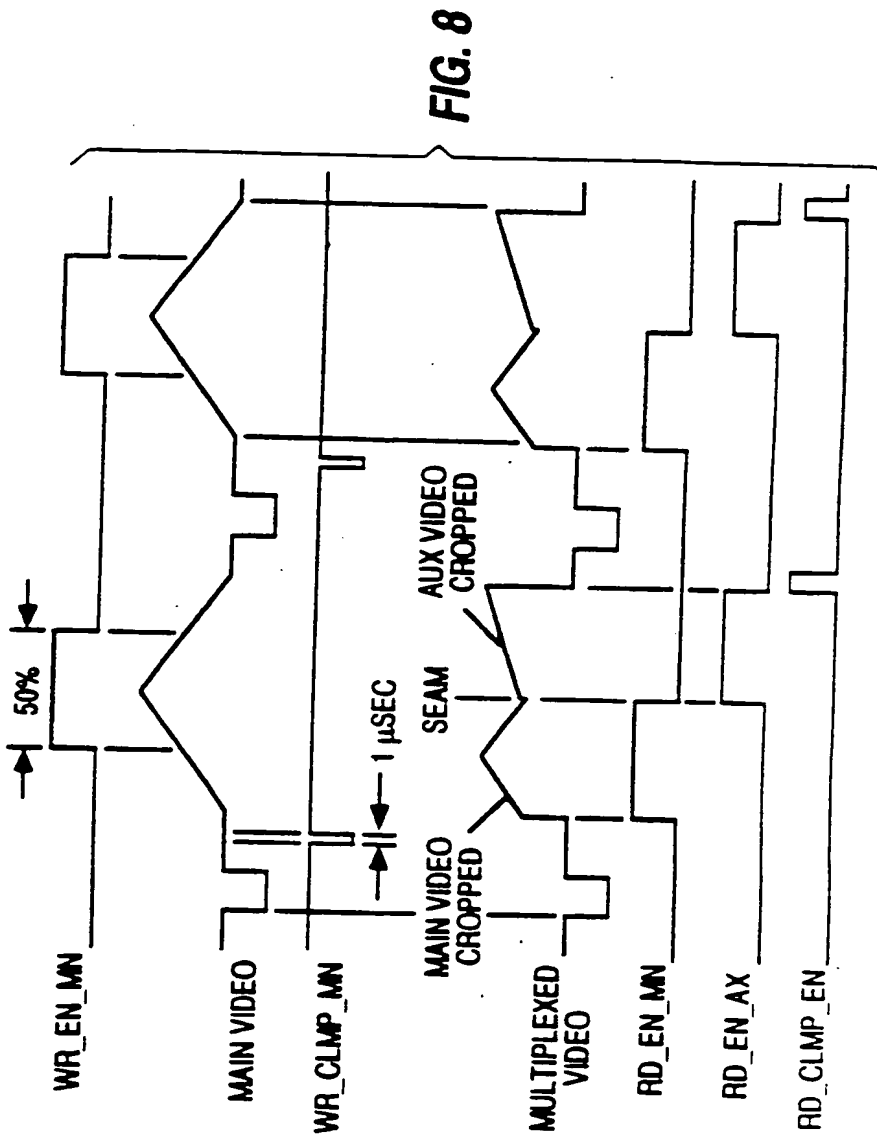 FIG. 8
WR_EN_MN
50%
MAIN VIDEO
WR_CLMP_MN
1 µSEC
MAIN VIDEO
CROPPED
SEAM
AUX VIDEO
CROPPED
MULTIPLEXED
VIDEO
RD_EN_MN
RD_EN_AX
RD_CLMP_EN